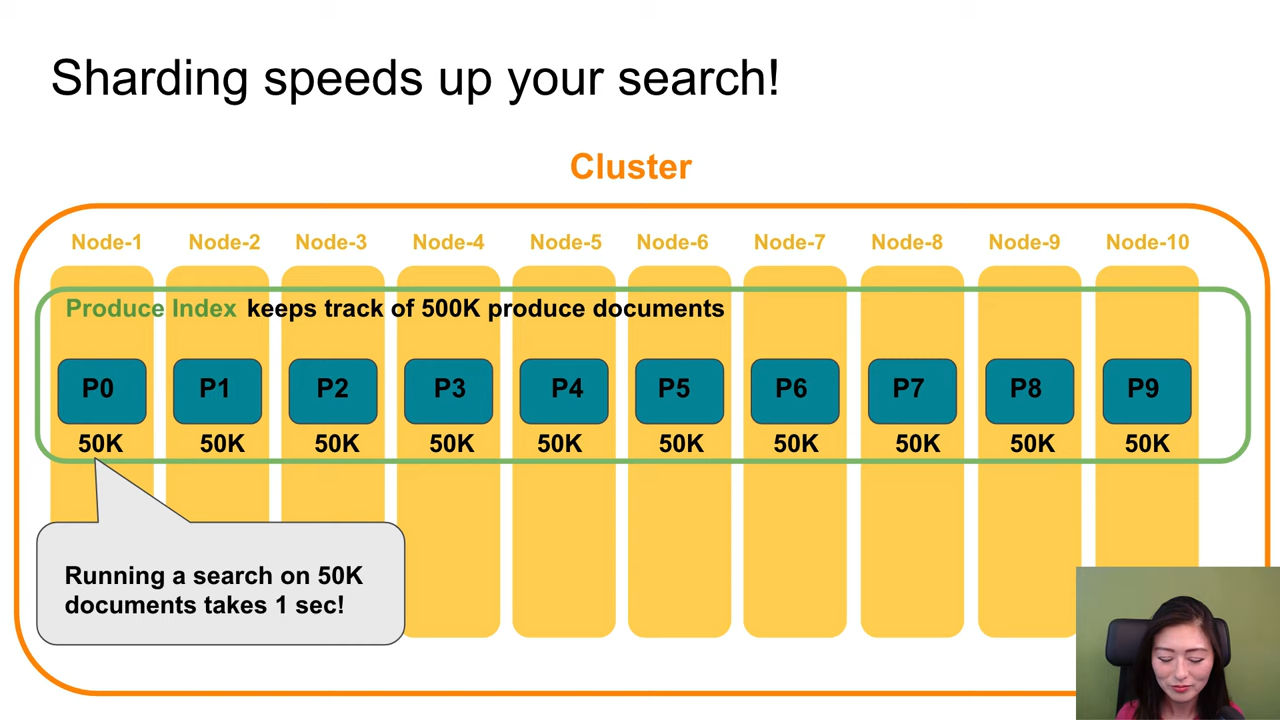 Sharding speeds up your search!
Cluster
Node-1 Node-2 Node-3 Node-4 Node-5 Node-6 Node-7 Node-8 Node-9 Node-10
Produce Index keeps track of 500K produce documents
P0 P1 P2 P3 P4 P5 P6 P7 P8 P9
50K 50K 50K 50K 50K 50K 50K 50K 50K 50K
Running a search on 50K
documents takes 1 sec!